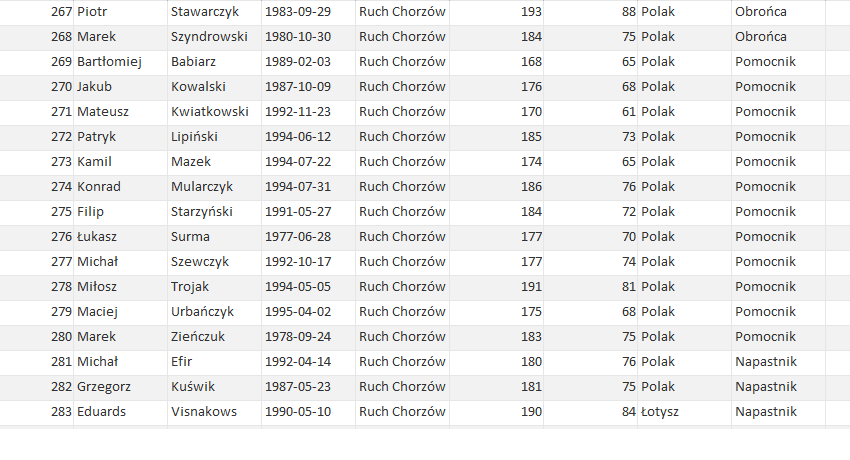 267 Piotr Stawarczyk 1983-09-29 Ruch Chorzów 193 88 Polak Obrońca
268 Marek Szyndrowski 1980-10-30 Ruch Chorzów 184 75 Polak Obrońca
269 Bartłomiej Babiarz 1989-02-03 Ruch Chorzów 168 65 Polak Pomocnik
270 Jakub Kowalski 1987-10-09 Ruch Chorzów 176 68 Polak Pomocnik
271 Mateusz Kwiatkowski 1992-11-23 Ruch Chorzów 170 61 Polak Pomocnik
272 Patryk Lipiński 1994-06-12 Ruch Chorzów 185 73 Polak Pomocnik
273 Kamil Mazek 1994-07-22 Ruch Chorzów 174 65 Polak Pomocnik
274 Konrad Mularczyk 1994-07-31 Ruch Chorzów 186 76 Polak Pomocnik
275 Filip Starzyński 1991-05-27 Ruch Chorzów 184 72 Polak Pomocnik
276 Łukasz Surma 1977-06-28 Ruch Chorzów 177 70 Polak Pomocnik
277 Michał Szewczyk 1992-10-17 Ruch Chorzów 177 74 Polak Pomocnik
278 Miłosz Trojak 1994-05-05 Ruch Chorzów 191 81 Polak Pomocnik
279 Maciej Urbańczyk 1995-04-02 Ruch Chorzów 175 68 Polak Pomocnik
280 Marek Zieńczuk 1978-09-24 Ruch Chorzów 183 75 Polak Pomocnik
281 Michał Efir 1992-04-14 Ruch Chorzów 180 76 Polak Napastnik
282 Grzegorz Kuświk 1987-05-23 Ruch Chorzów 181 75 Polak Napastnik
283 Eduards Visnakows 1990-05-10 Ruch Chorzów 190 84 Łotysz Napastnik